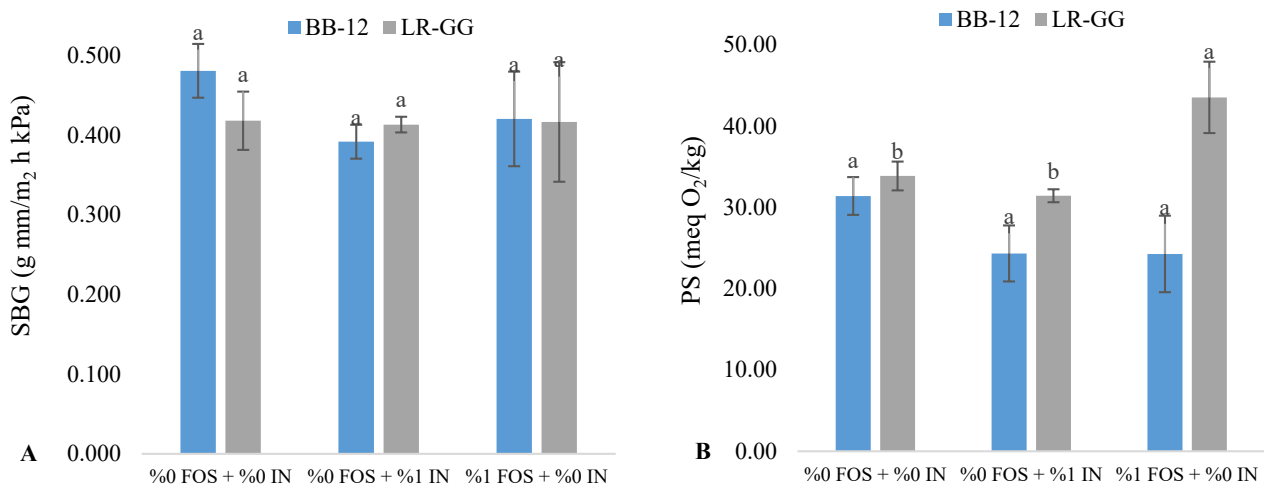 BB-12 LR-GG
SBG (g mm/m₂ h kPa)
0.500
0.400
0.300
0.200
0.100
0.000
a
a
a
a
a
a
%0 FOS + %0 IN
%0 FOS + %1 IN
%1 FOS + %0 IN
A
BB-12 LR-GG
PS (meq O₂/kg)
50.00
40.00
30.00
20.00
10.00
0.00
a
b
a
b
a
a
%0 FOS + %0 IN
%0 FOS + %1 IN
%1 FOS + %0 IN
B